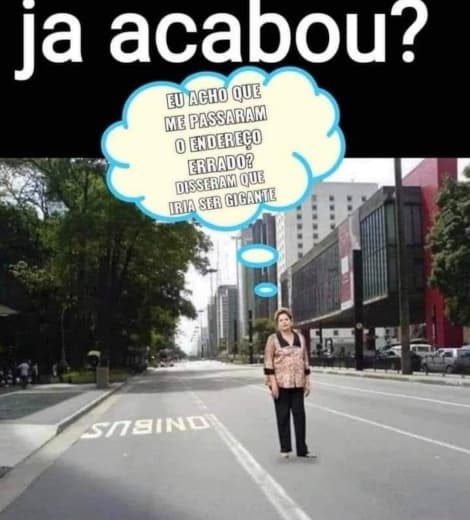 ja acabou?
EU ACHO QUE
ME PASSARAM
O ENDEREÇO
ERRADO?
DISSERAM QUE
IRIA SER GIGANTE
ÔNIBUS